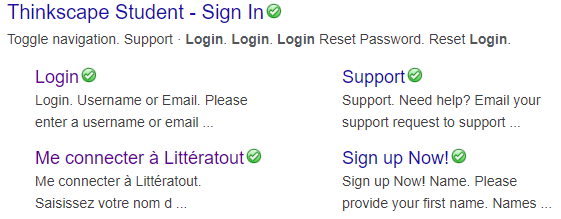 Thinkscape Student - Sign In
Toggle navigation. Support · Login. Login. Login Reset Password. Reset Login.
Login
Support
Login. Username or Email. Please
enter a username or email ...
Support. Need help? Email your
support request to support ...
Me connecter à Littératout
Sign up Now!
Me connecter à Littératout.
Saisissez votre nom d ...
Sign up Now! Name. Please
provide your first name. Names ...